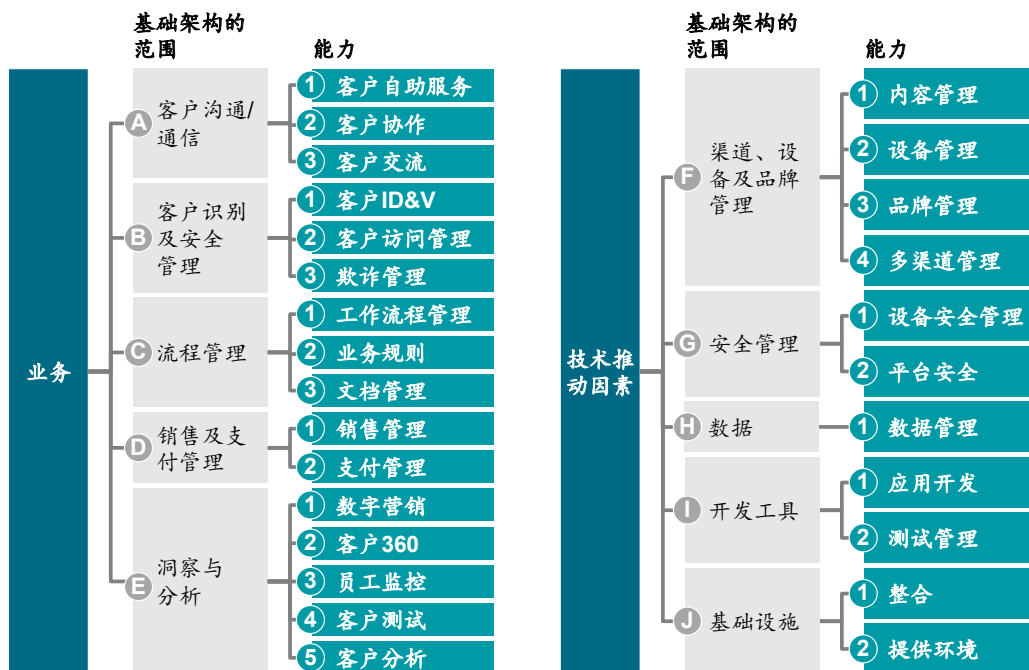 基础架构的
范围
能力
业务
A
客户沟通/
通信
1 客户自助服务
2 客户协作
3 客户交流
B
客户识别
及安全
管理
1 客户ID&V
2 客户访问管理
3 欺诈管理
C
流程管理
1 工作流程管理
2 业务规则
3 文档管理
D
销售及支
付管理
1 销售管理
2 支付管理
E
洞察与
分析
1 数字营销
2 客户360
3 员工监控
4 客户测试
5 客户分析
基础架构的
范围
能力
技术推
动因素
F
渠道、设
备及品牌
管理
1 内容管理
2 设备管理
3 品牌管理
4 多渠道管理
G
安全管理
1 设备安全管理
2 平台安全
H
数据
1 数据管理
I
开发工具
1 应用开发
2 测试管理
J
基础设施
1 整合
2 提供环境